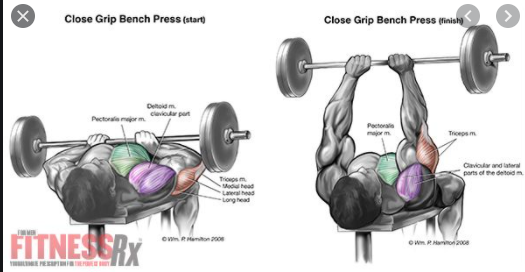 Close Grip Bench Press (start)
Deltoid m.
clavicular part
Pectoralis major m.
Triceps m.
Medial head
Lateral head
Long head
© Wm. P. Hamilton 2008
FOR MEN
FITNESSRx
Close Grip Bench Press (finish)
Pectoralis
major m.
Triceps m.
Clavicular and lateral
parts of the deltoid m.
© Wm. P. Hamilton 2008